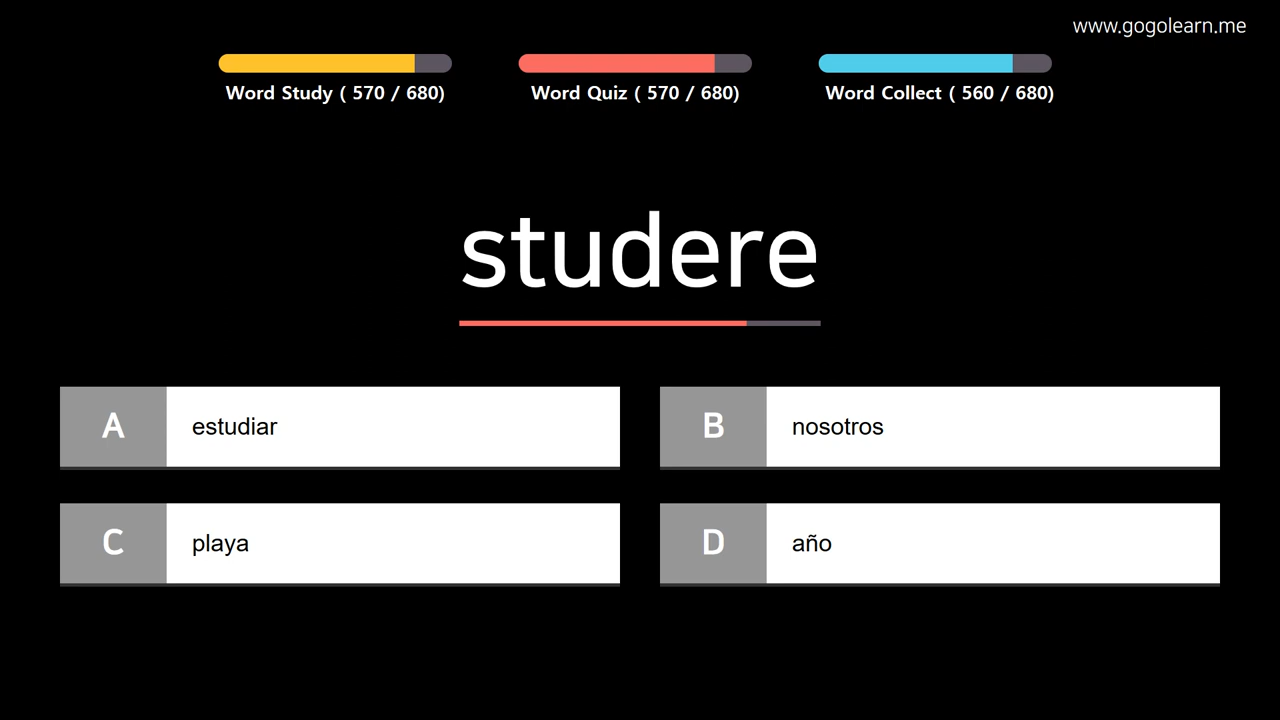 www.gogolearn.me
Word Study ( 570 / 680)
Word Quiz ( 570 / 680)
Word Collect ( 560 / 680)
studere
A estudiar
B nosotros
C playa
D año